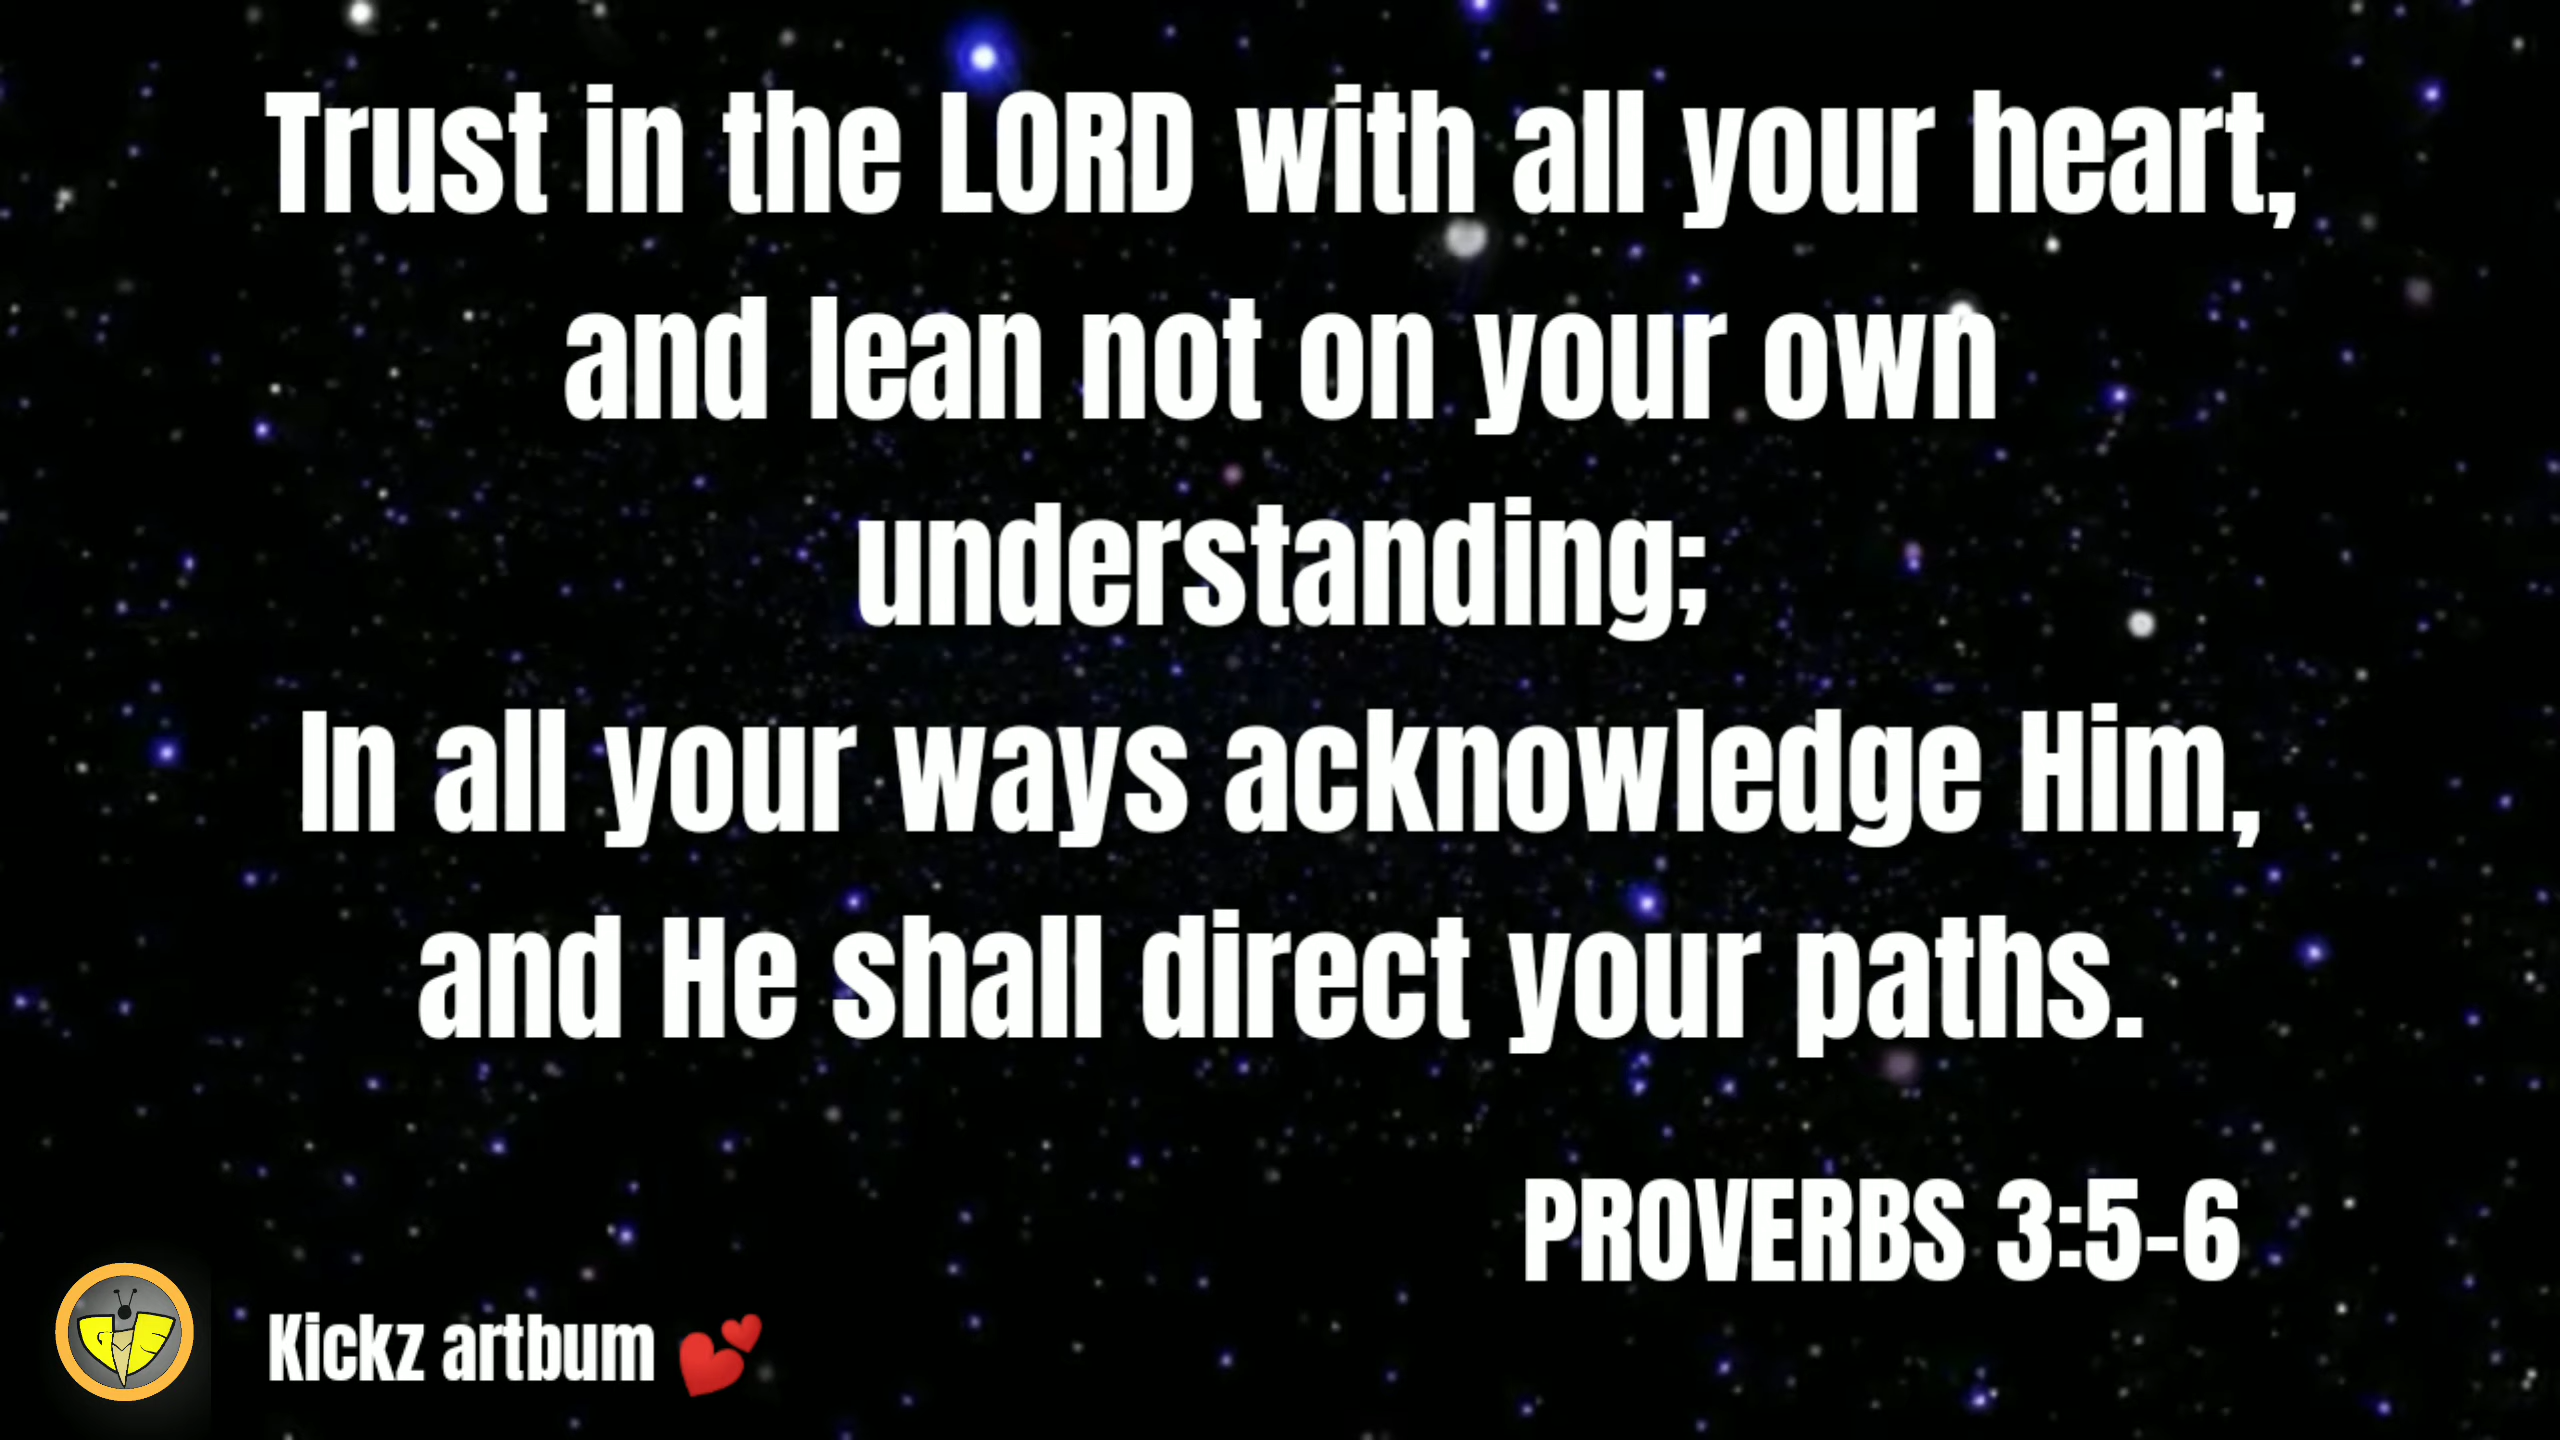 Trust in the LORD with all your heart,
and lean not on your own
understanding;
In all your ways acknowledge Him,
and He shall direct your paths.
PROVERBS 3:5-6
Kickz artbum 💕